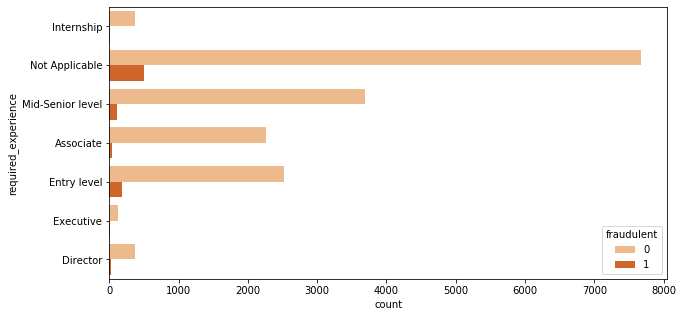 required_experience
Internship
Not Applicable
Mid-Senior level
Associate
Entry level
Executive
Director
fraudulent
0
1
0 1000 2000 3000 4000 5000 6000 7000 8000
count